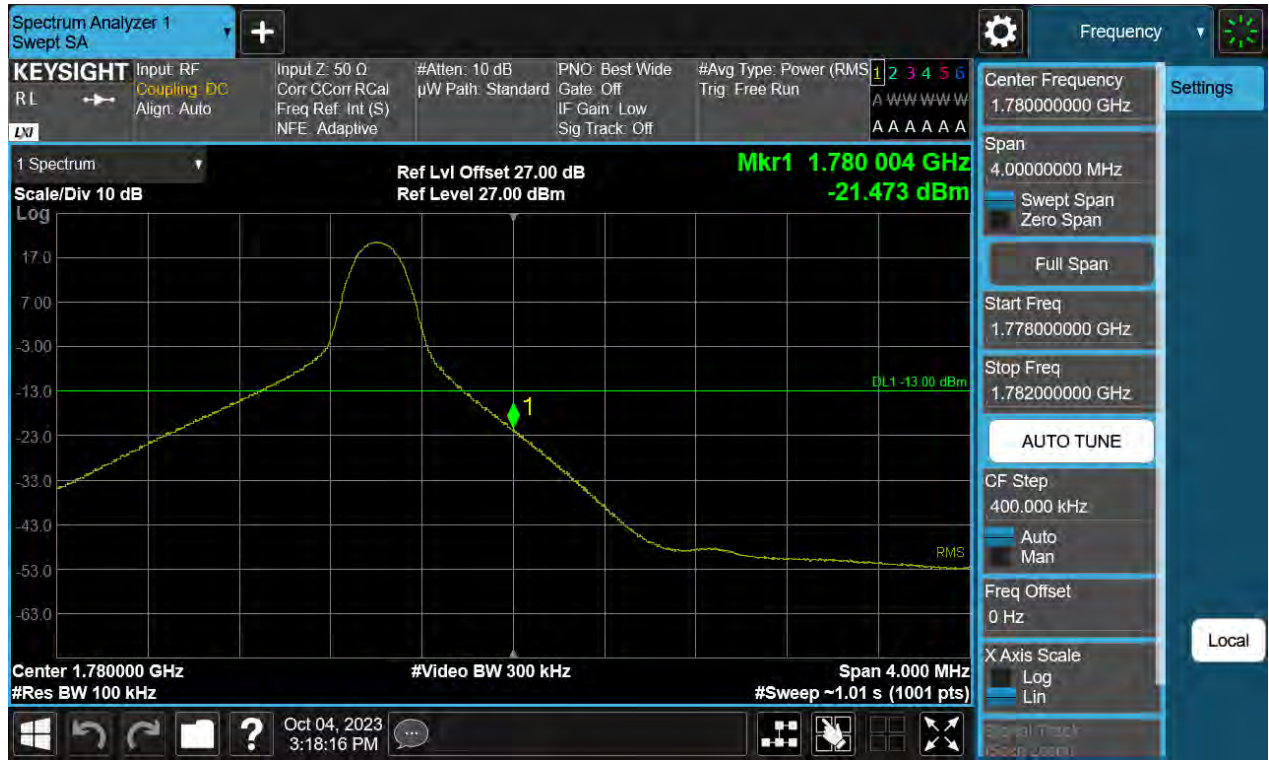 Spectrum Analyzer 1
Swept SA
Frequency
KEYSIGHT
RL
LXI
Input: RF
Coupling: DC
Align: Auto
Input Z: 50 Ω
Corr CCorr RCal
Freq Ref: Int (S)
NFE: Adaptive
#Atten: 10 dB
µW Path: Standard
PNO: Best Wide
Gate: Off
IF Gain: Low
Sig Track: Off
#Avg Type: Power (RMS
Trig: Free Run
1 2 3 4 5 6
A W W W W W
A A A A A A
Center Frequency
1.780000000 GHz
Settings
Span
4.00000000 MHz
Swept Span
Zero Span
Full Span
Start Freq
1.778000000 GHz
Stop Freq
1.782000000 GHz
AUTO TUNE
CF Step
400.000 kHz
Auto
Man
Freq Offset
0 Hz
X Axis Scale
Log
Lin
Local
1 Spectrum
Scale/Div 10 dB
Log
Ref Lvl Offset 27.00 dB
Ref Level 27.00 dBm
Mkr1 1.780 004 GHz
-21.473 dBm
17.0
7.00
-3.00
-13.0
-23.0
-33.0
-43.0
-53.0
-63.0
DL1 -13.00 dBm
1
RMS
Center 1.780000 GHz
#Video BW 300 kHz
Span 4.000 MHz
#Res BW 100 kHz
#Sweep ~1.01 s (1001 pts)
?
Oct 04, 2023
3:18:16 PM